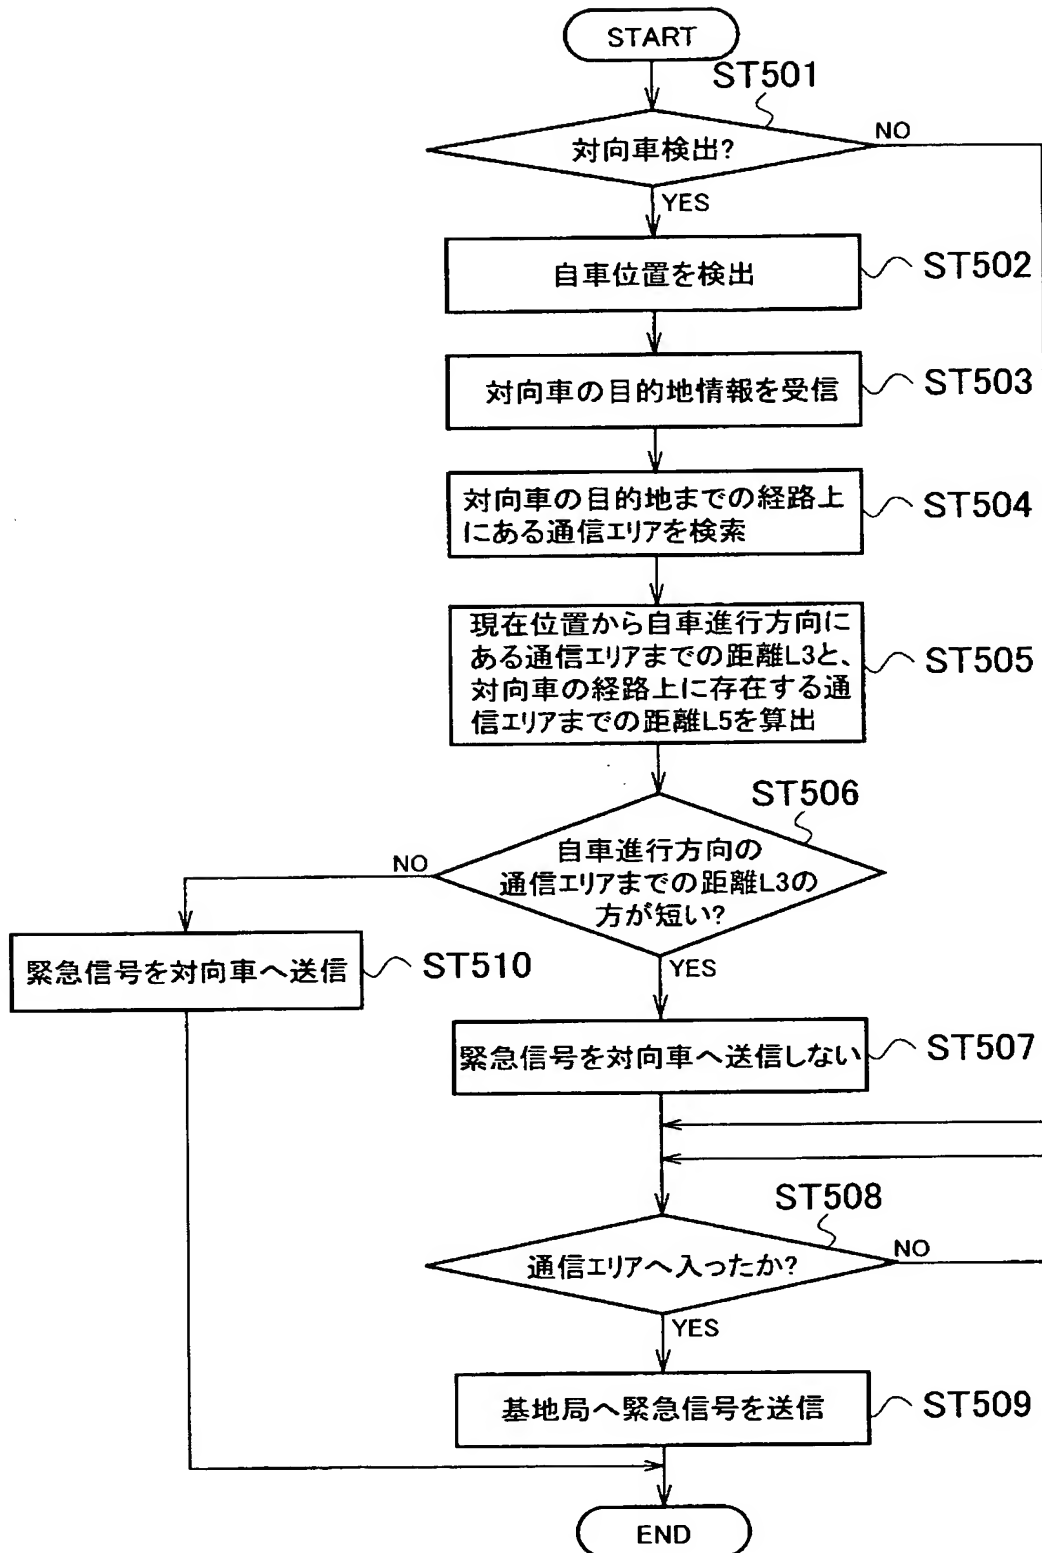 START
ST501
対向車検出?
NO
YES
自車位置を検出
ST502
対向車の目的地情報を受信
ST503
対向車の目的地までの経路上
にある通信エリアを検索
ST504
現在位置から自車進行方向に
ある通信エリアまでの距離L3と、
対向車の経路上に存在する通
信エリアまでの距離L5を算出
ST505
ST506
自車進行方向の
通信エリアまでの距離L3の
方が短い?
NO
YES
緊急信号を対向車へ送信
ST510
緊急信号を対向車へ送信しない
ST507
ST508
通信エリアへ入ったか?
NO
YES
基地局へ緊急信号を送信
ST509
END